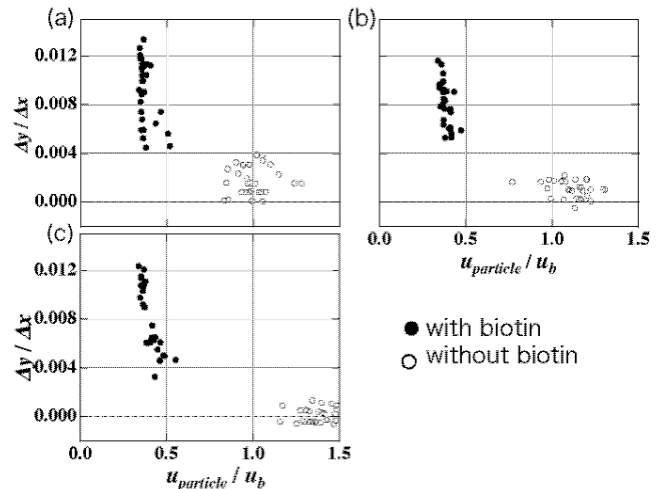 (a)
(b)
0.012
0.008
0.004
0.000
Δy / Δx
0.0
0.5
1.0
1.5
u_particle / u_b
(c)
0.012
0.008
0.004
0.000
Δy / Δx
0.0
0.5
1.0
1.5
u_particle / u_b
with biotin
without biotin